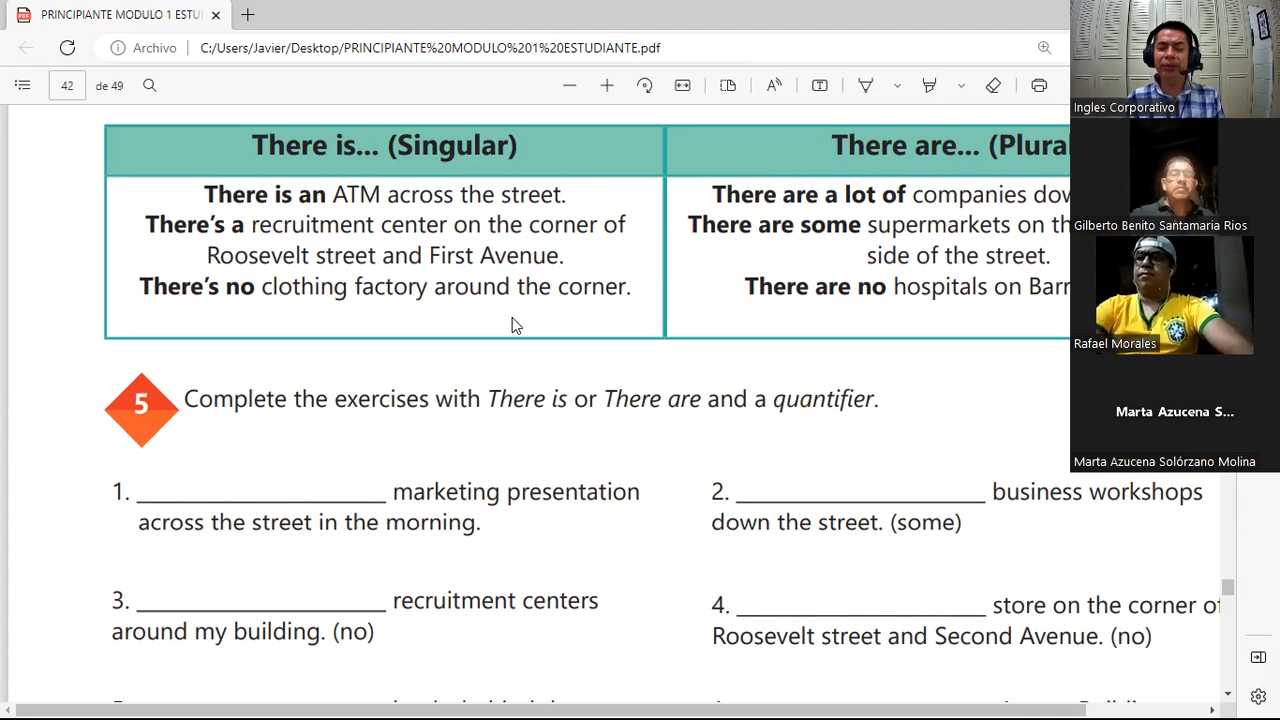 PRINCIPIANTE MODULO 1 ESTU
Archivo
C:/Users/Javier/Desktop/PRINCIPIANTE%20MODULO%201%20ESTUDIANTE.pdf
42
de 49
There is... (Singular)
There is an ATM across the street.
There's a recruitment center on the corner of
Roosevelt street and First Avenue.
There's no clothing factory around the corner.
There are... (Plural
There are a lot of companies dow
There are some supermarkets on th
side of the street.
There are no hospitals on Barr
5
Complete the exercises with There is or There are and a quantifier.
1. ____________________ marketing presentation
across the street in the morning.
2. ____________________ business workshops
down the street. (some)
3. ____________________ recruitment centers
around my building. (no)
4. ____________________ store on the corner of
Roosevelt street and Second Avenue. (no)
Ingles Corporativo
Gilberto Benito Santamaria Rios
Rafael Morales
Marta Azucena S...
Marta Azucena Solórzano Molina